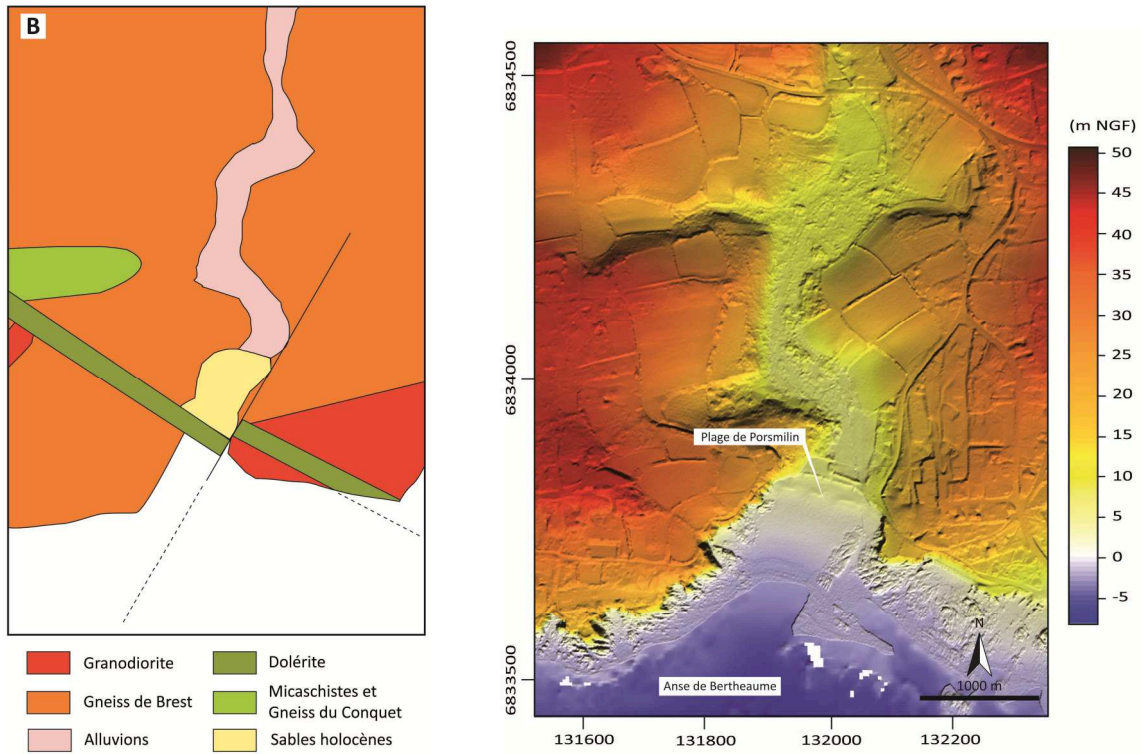 B
Granodiorite
Gneiss de Brest
Alluvions
Dolérite
Micaschistes et
Gneiss du Conquet
Sables holocènes
6834500
6834000
6833500
131600
131800
132000
132200
Plage de Porsmilin
Anse de Bertheaume
N
1000 m
(m NGF)
50
45
40
35
30
25
20
15
10
5
0
-5